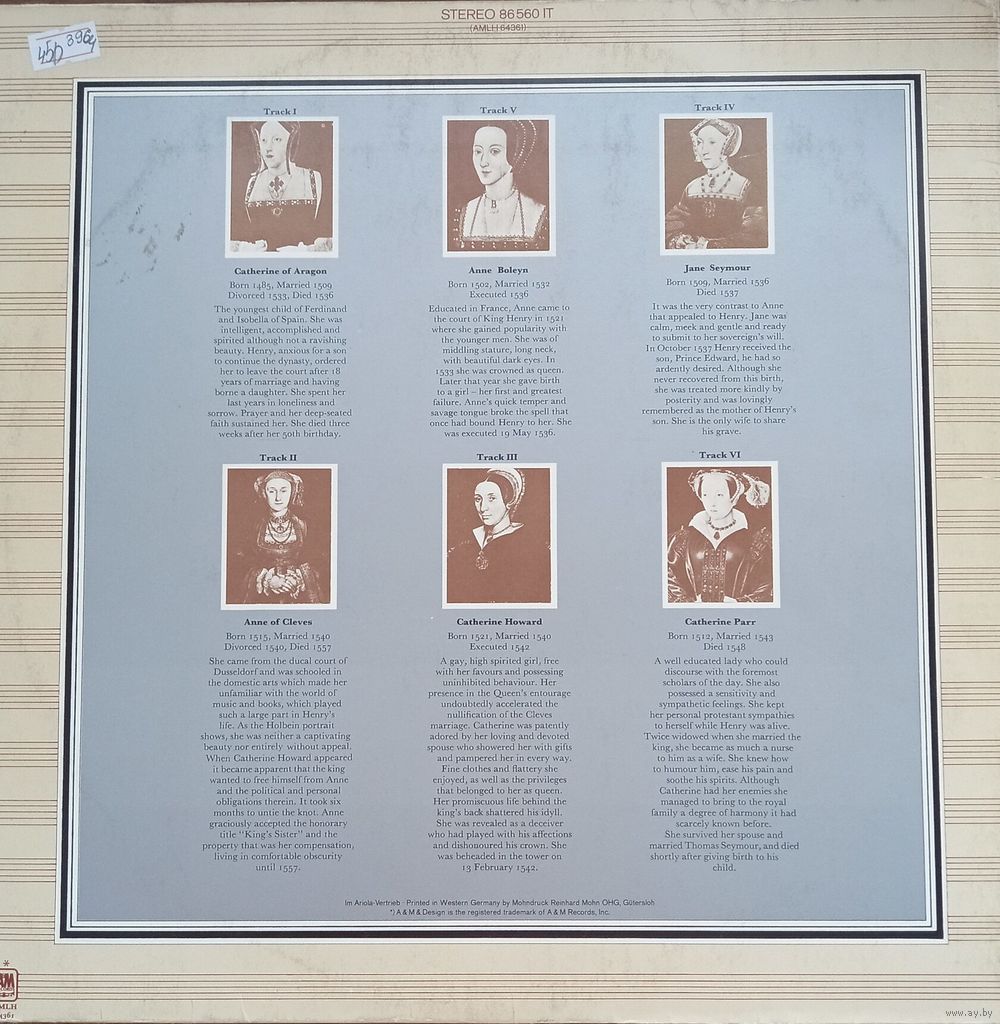 STEREO 86 560 IT
(AMLH 64361)
450 3964
Track I
Catherine of Aragon
Born 1485, Married 1509
Divorced 1533, Died 1536
The youngest child of Ferdinand
and Isobella of Spain. She was
intelligent, accomplished and
spirited although not a ravishing
beauty. Henry, anxious for a son
to continue the dynasty, ordered
her to leave the court after 18
years of marriage and having
borne a daughter. She spent her
last years in loneliness and
sorrow. Prayer and her deep-seated
faith sustained her. She died three
weeks after her 50th birthday.
Track V
Anne Boleyn
Born 1502, Married 1532
Executed 1536
Educated in France, Anne came to
the court of King Henry in 1521
where she gained popularity with
the younger men. She was of
middling stature, long neck,
with beautiful dark eyes. In
1533 she was crowned as queen.
Later that year she gave birth
to a girl – her first and greatest
failure. Anne's quick temper and
savage tongue broke the spell that
once had bound Henry to her. She
was executed 19 May 1536.
Track IV
Jane Seymour
Born 1509, Married 1536
Died 1537
It was the very contrast to Anne
that appealed to Henry. Jane was
calm, meek and gentle and ready
to submit to her sovereign's will.
In October 1537 Henry received the
son, Prince Edward, he had so
ardently desired. Although she
never recovered from this birth,
she was treated more kindly by
posterity and was lovingly
remembered as the mother of Henry's
son. She is the only wife to share
his grave.
Track II
Anne of Cleves
Born 1515, Married 1540
Divorced 1540, Died 1557
She came from the ducal court of
Dusseldorf and was schooled in
the domestic arts which made her
unfamiliar with the world of
music and books, which played
such a large part in Henry's
life. As the Holbein portrait
shows, she was neither a captivating
beauty nor entirely without appeal.
When Catherine Howard appeared
it became apparent that the king
wanted to free himself from Anne
and the political and personal
obligations therein. It took six
months to untie the knot. Anne
graciously accepted the honorary
title "King's Sister" and the
property that was her compensation,
living in comfortable obscurity
until 1557.
Track III
Catherine Howard
Born 1521, Married 1540
Executed 1542
A gay, high spirited girl, free
with her favours and possessing
uninhibited behaviour. Her
presence in the Queen's entourage
undoubtedly accelerated the
nullification of the Cleves
marriage. Catherine was patently
adored by her loving and devoted
spouse who showered her with gifts
and pampered her in every way.
Fine clothes and flattery she
enjoyed, as well as the privileges
that belonged to her as queen.
Her promiscuous life behind the
king's back shattered his idyll.
She was revealed as a deceiver
who had played with his affections
and dishonoured his crown. She
was beheaded in the tower on
13 February 1542.
Track VI
Catherine Parr
Born 1512, Married 1543
Died 1548
A well educated lady who could
discourse with the foremost
scholars of the day. She also
possessed a sensitivity and
sympathetic feelings. She kept
her personal protestant sympathies
to herself while Henry was alive.
Twice widowed when she married the
king, she became as much a nurse
to him as a wife. She knew how
to humour him, ease his pain and
soothe his spirits. Although
Catherine had her enemies she
managed to bring to the royal
family a degree of harmony it had
scarcely known before.
She survived her spouse and
married Thomas Seymour, and died
shortly after giving birth to his
child.
Im Ariola-Vertrieb · Printed in Western Germany by Mohndruck Reinhard Mohn OHG, Gütersloh
*) A & M & Design is the registered trademark of A & M Records, Inc.
*
AM
MLH
4361
www.ay.by